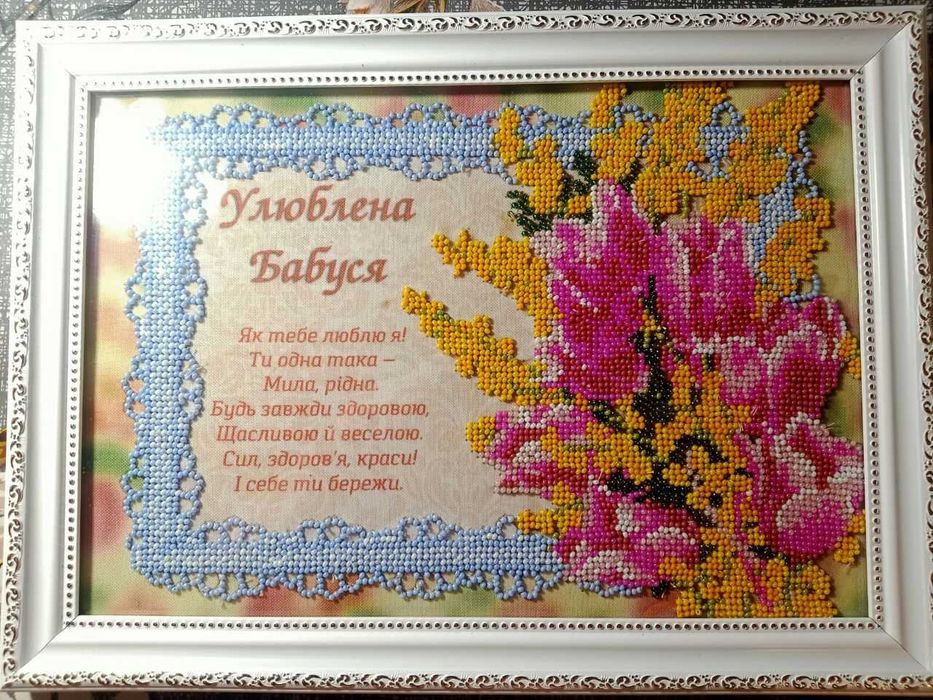 Улюблена
Бабуся
Як тебе люблю я!
Ти одна така –
Мила, рідна.
Будь завжди здоровою,
Щасливою й веселою.
Сил, здоров'я, краси!
І себе ти бережи.